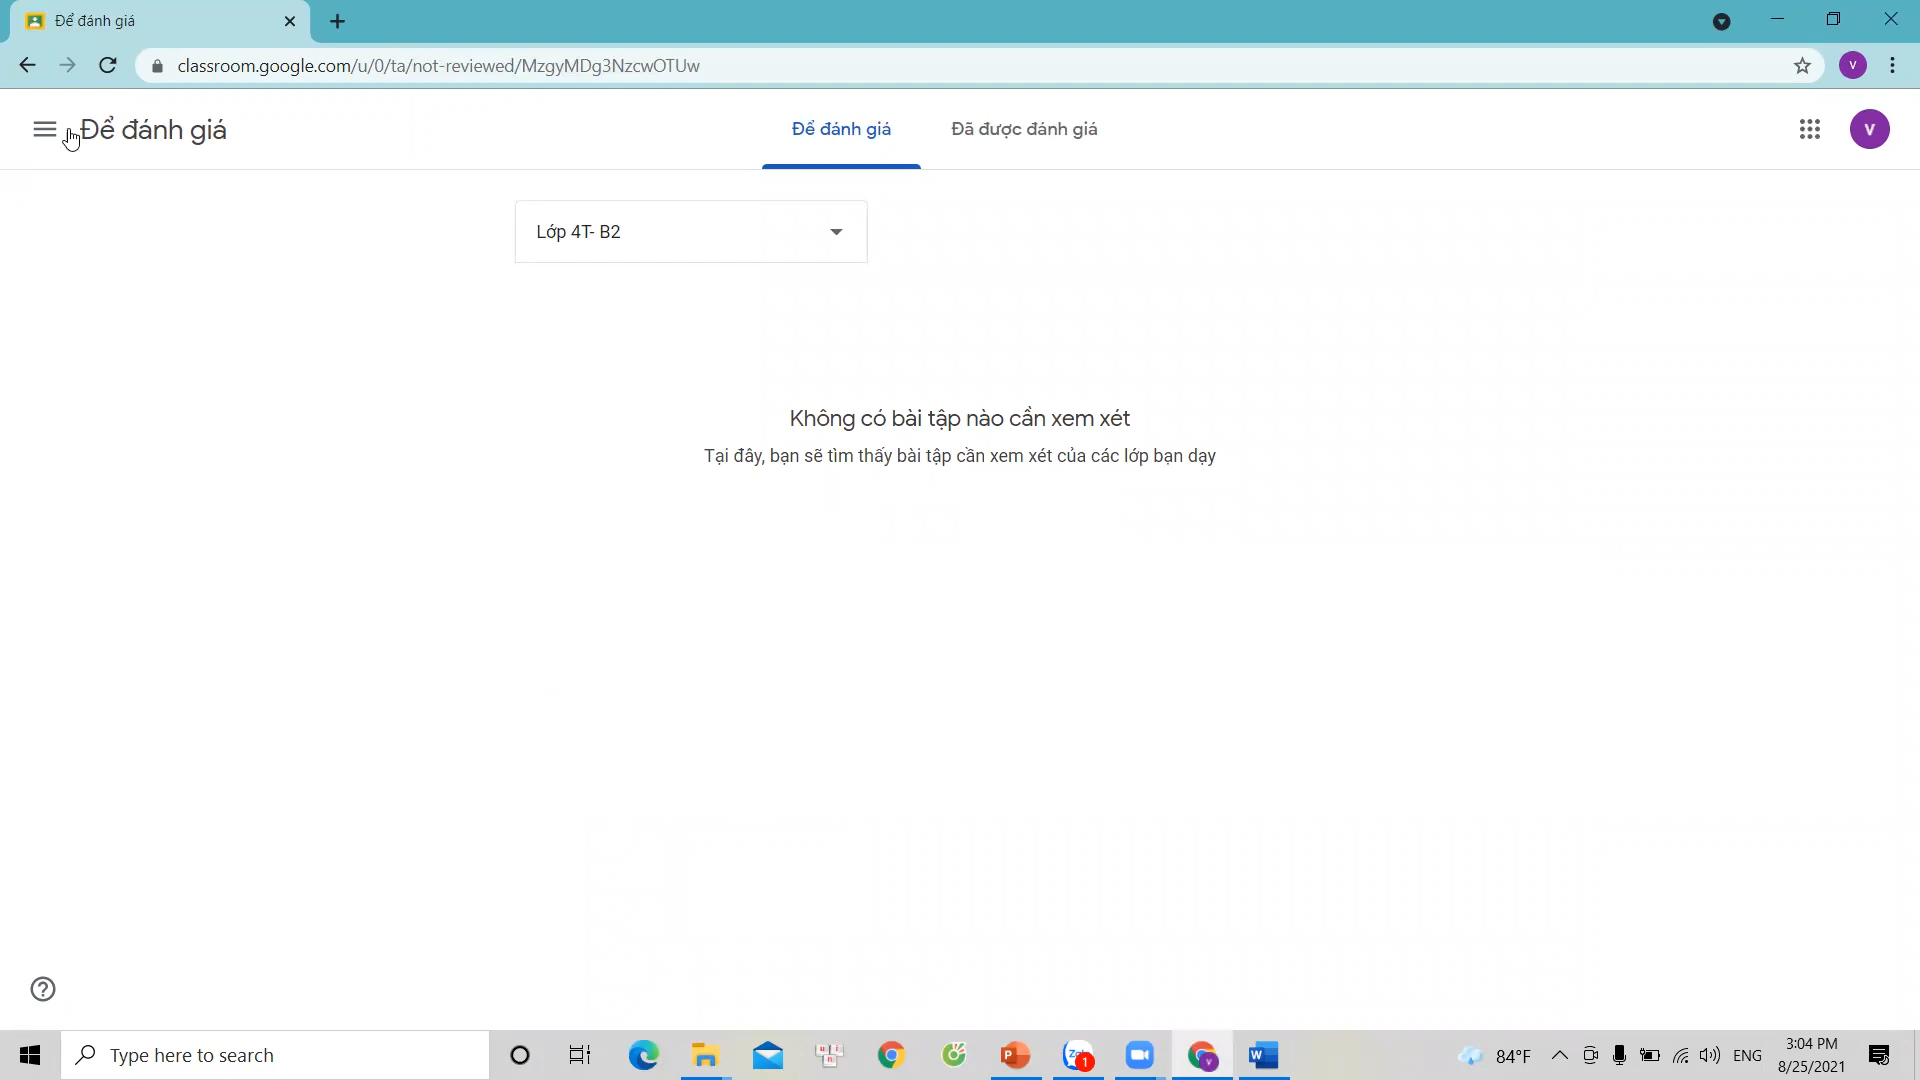 Để đánh giá
classroom.google.com/u/0/ta/not-reviewed/MzgyMDg3NzcwOTUw
V
Để đánh giá
Để đánh giá
Đã được đánh giá
V
Lớp 4T- B2
Không có bài tập nào cần xem xét
Tại đây, bạn sẽ tìm thấy bài tập cần xem xét của các lớp bạn dạy
Type here to search
1
84°F
ENG
3:04 PM
8/25/2021